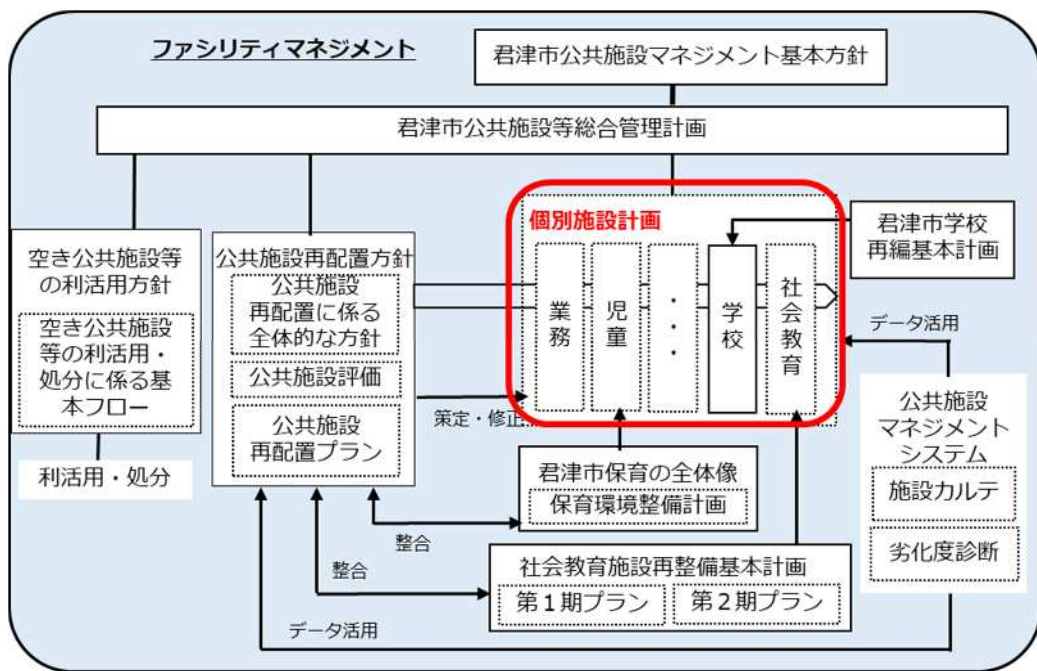 ファシリティマネジメント
君津市公共施設マネジメント基本方針
君津市公共施設等総合管理計画
空き公共施設等
の利活用方針
空き公共施設
等の利活用・
処分に係る基
本フロー
利活用・処分
公共施設再配置方針
公共施設
再配置に係る
全体的な方針
公共施設評価
公共施設
再配置プラン
策定・修正
個別施設計画
業務
児童
・・・
学校
社会教育
君津市学校
再編基本計画
データ活用
公共施設
マネジメント
システム
施設カルテ
劣化度診断
君津市保育の全体像
保育環境整備計画
整合
整合
社会教育施設再整備基本計画
第1期プラン
第2期プラン
データ活用